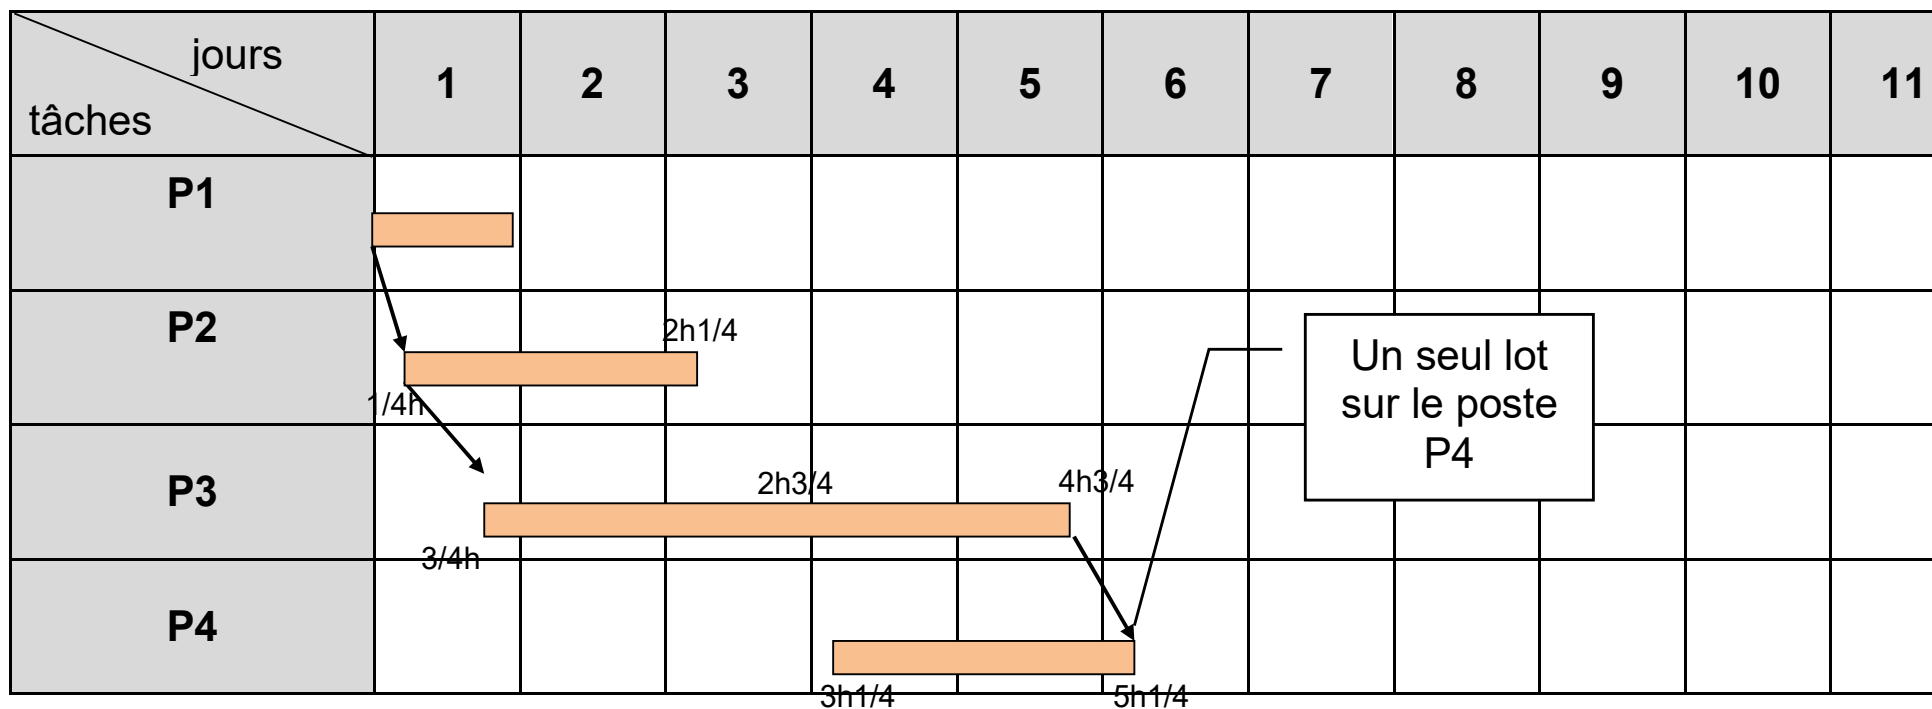 jours
tâches
1
2
3
4
5
6
7
8
9
10
11
P1
P2
2h1/4
1/4h
Un seul lot
sur le poste
P4
P3
2h3/4
4h3/4
3/4h
P4
3h1/4
5h1/4